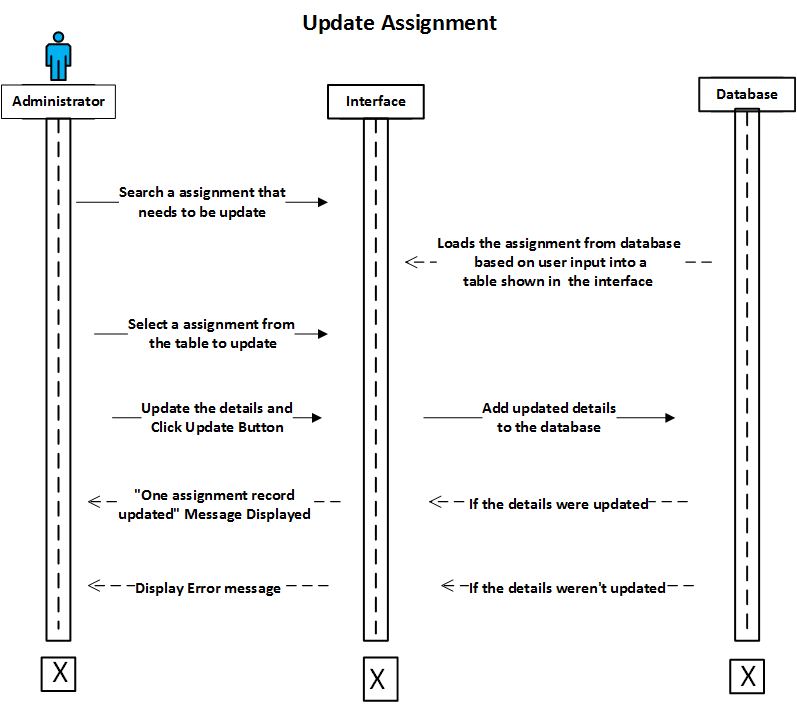 Update Assignment
Administrator
Interface
Database
Search a assignment that
needs to be update
Loads the assignment from database
based on user input into a
table shown in the interface
Select a assignment from
the table to update
Update the details and
Click Update Button
Add updated details
to the database
"One assignment record
updated" Message Displayed
If the details were updated
Display Error message
If the details weren't updated
X
X
X